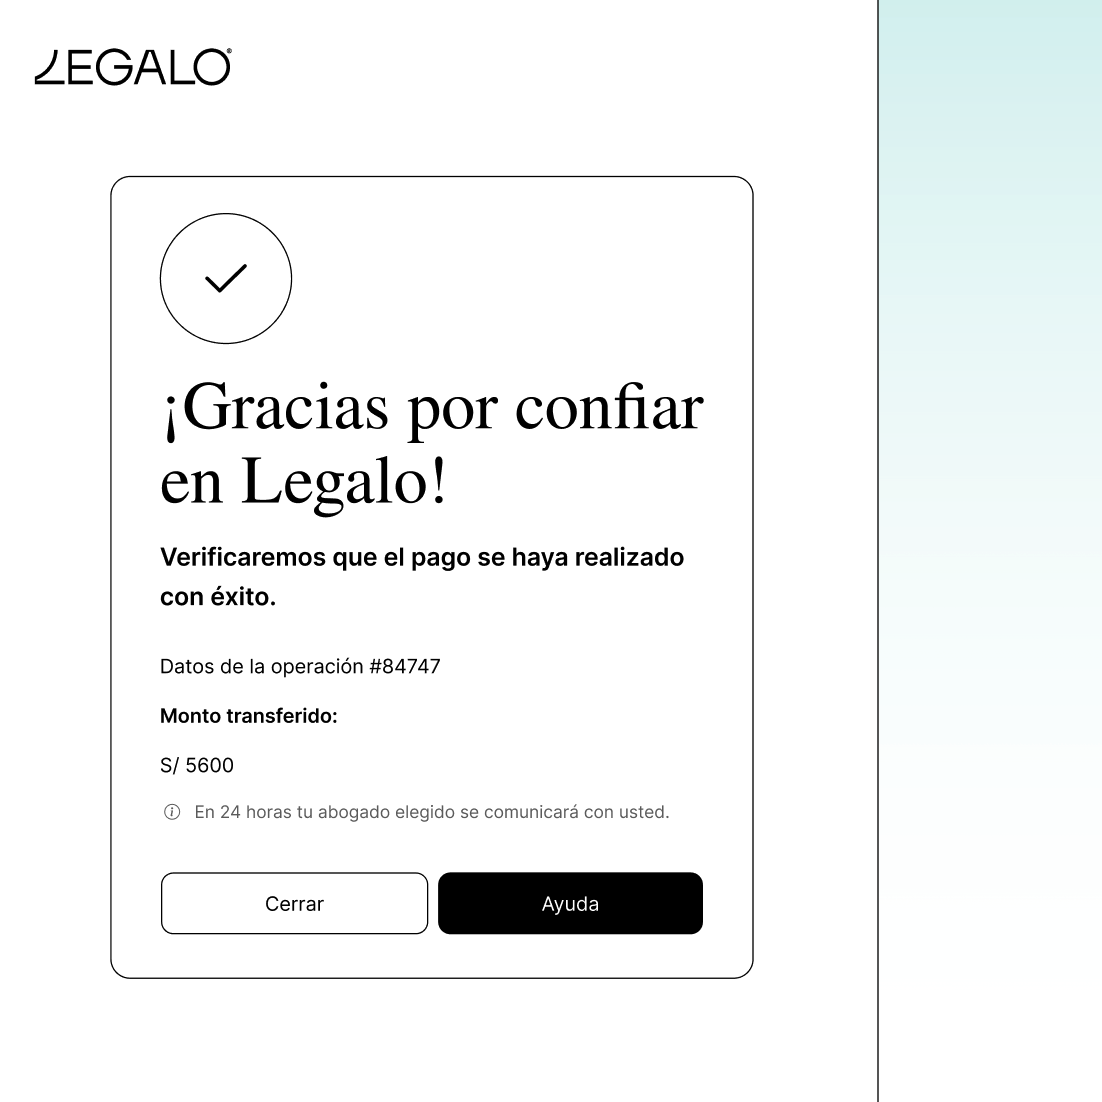 LEGALO®
¡Gracias por confiar
en Legalo!
Verificaremos que el pago se haya realizado
con éxito.
Datos de la operación #84747
Monto transferido:
S/ 5600
En 24 horas tu abogado elegido se comunicará con usted.
Cerrar
Ayuda